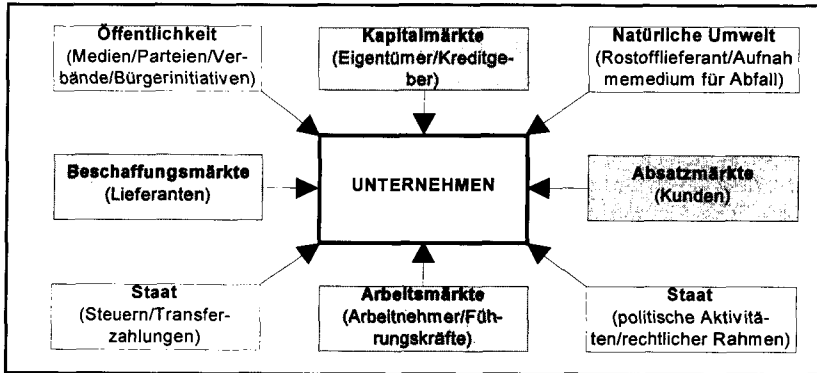 Öffentlichkeit
(Medien/Parteien/Ver-
bände/Bürgerinitiativen)
Kapitalmärkte
(Eigentümer/Kreditge-
ber)
Natürliche Umwelt
(Rostofflieferant/Aufnah
memedium für Abfall)
Beschaffungsmärkte
(Lieferanten)
UNTERNEHMEN
Absatzmärkte
(Kunden)
Staat
(Steuern/Transfer-
zahlungen)
Arbeitsmärkte
(Arbeitnehmer/Füh-
rungskräfte)
Staat
(politische Aktivitä-
ten/rechtlicher Rahmen)